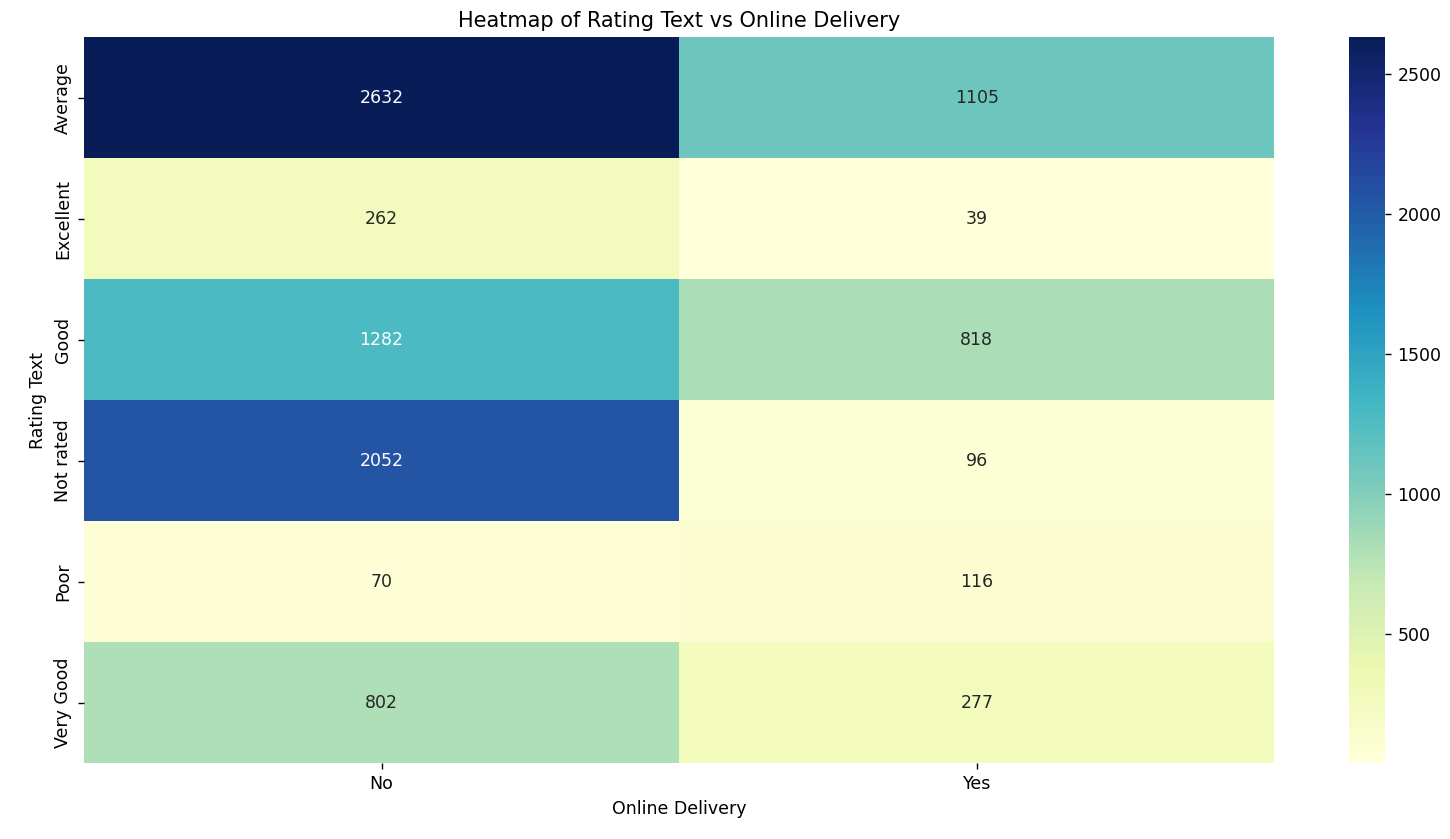 Heatmap of Rating Text vs Online Delivery
Rating Text
Average
2632
1105
Excellent
262
39
Good
1282
818
Not rated
2052
96
Poor
70
116
Very Good
802
277
No
Yes
Online Delivery
2500
2000
1500
1000
500